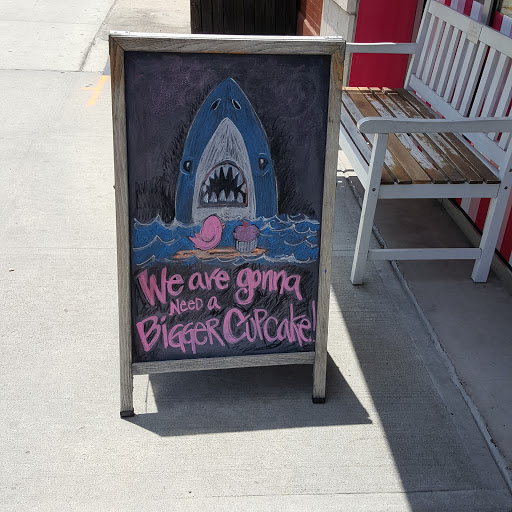 We are gonna
Need a
Bigger Cupcake!